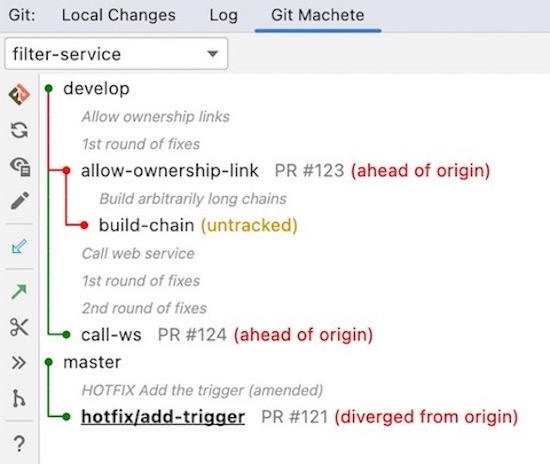 Git: Local Changes Log Git Machete
filter-service
develop
Allow ownership links
1st round of fixes
allow-ownership-link PR #123 (ahead of origin)
Build arbitrarily long chains
build-chain (untracked)
Call web service
1st round of fixes
2nd round of fixes
call-ws PR #124 (ahead of origin)
master
HOTFIX Add the trigger (amended)
hotfix/add-trigger PR #121 (diverged from origin)
?